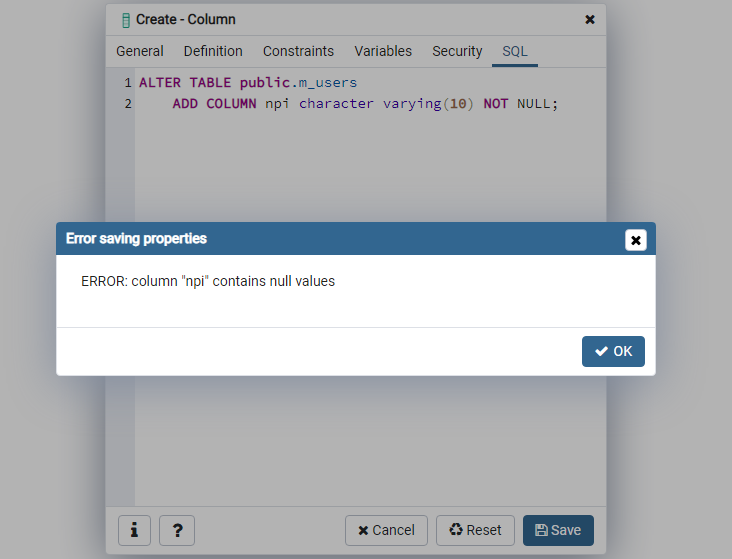 Create - Column
General Definition Constraints Variables Security SQL
1 ALTER TABLE public.m_users
2 ADD COLUMN npi character varying(10) NOT NULL;
Error saving properties
ERROR: column "npi" contains null values
OK
i ? Cancel Reset Save